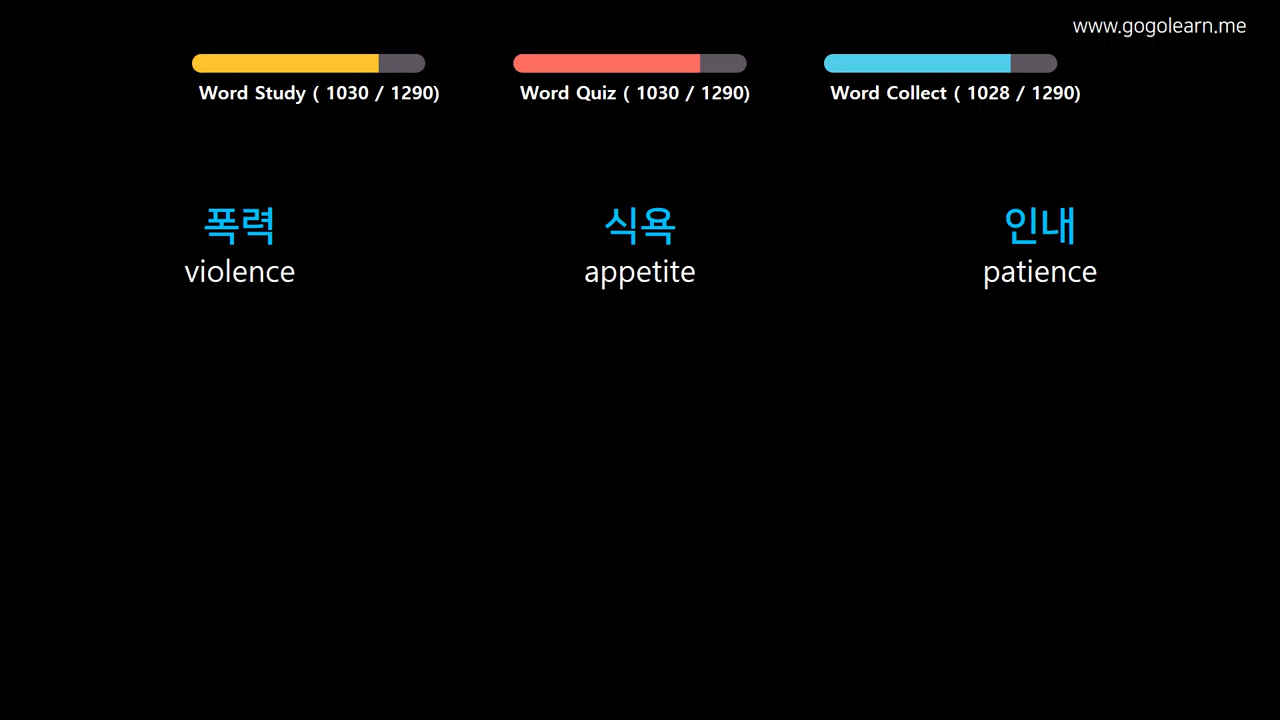 www.gogolearn.me
Word Study ( 1030 / 1290)
Word Quiz ( 1030 / 1290)
Word Collect ( 1028 / 1290)
폭력
violence
식욕
appetite
인내
patience